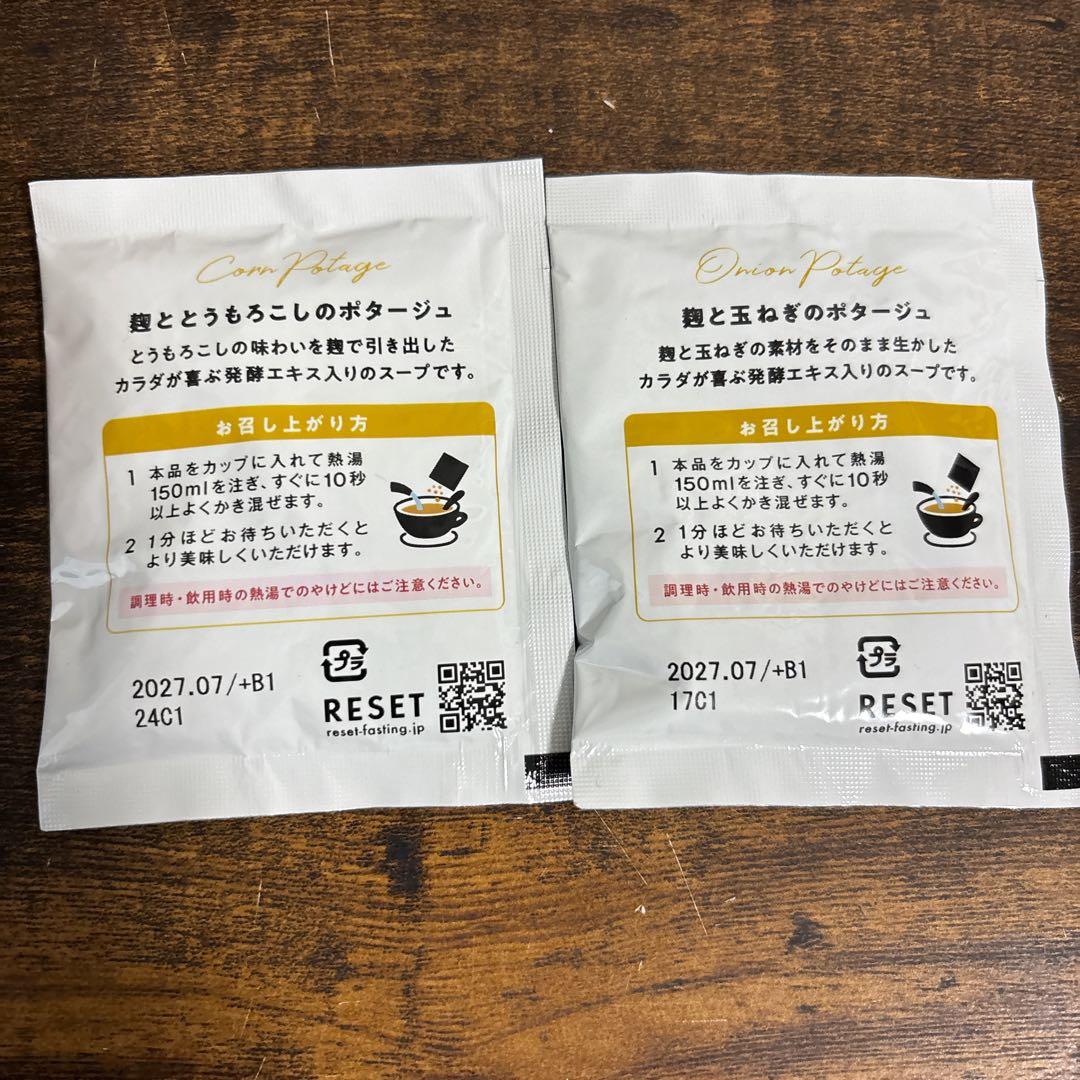 Corn Potage
麹ととうもろこしのポタージュ
とうもろこしの味わいを麹で引き出した
カラダが喜ぶ発酵エキス入りのスープです。
お召し上がり方
1 本品をカップに入れて熱湯
150mlを注ぎ、すぐに10秒
以上よくかき混ぜます。
2 1分ほどお待ちいただくと
より美味しくいただけます。
調理時・飲用時の熱湯でのやけどにはご注意ください。
2027.07/+B1
24C1
プラ
RESET
reset-fasting.jp
Onion Potage
麹と玉ねぎのポタージュ
麹と玉ねぎの素材をそのまま生かした
カラダが喜ぶ発酵エキス入りのスープです。
お召し上がり方
1 本品をカップに入れて熱湯
150mlを注ぎ、すぐに10秒
以上よくかき混ぜます。
2 1分ほどお待ちいただくと
より美味しくいただけます。
調理時・飲用時の熱湯でのやけどにはご注意ください。
2027.07/+B1
17C1
プラ
RESET
reset-fasting.jp